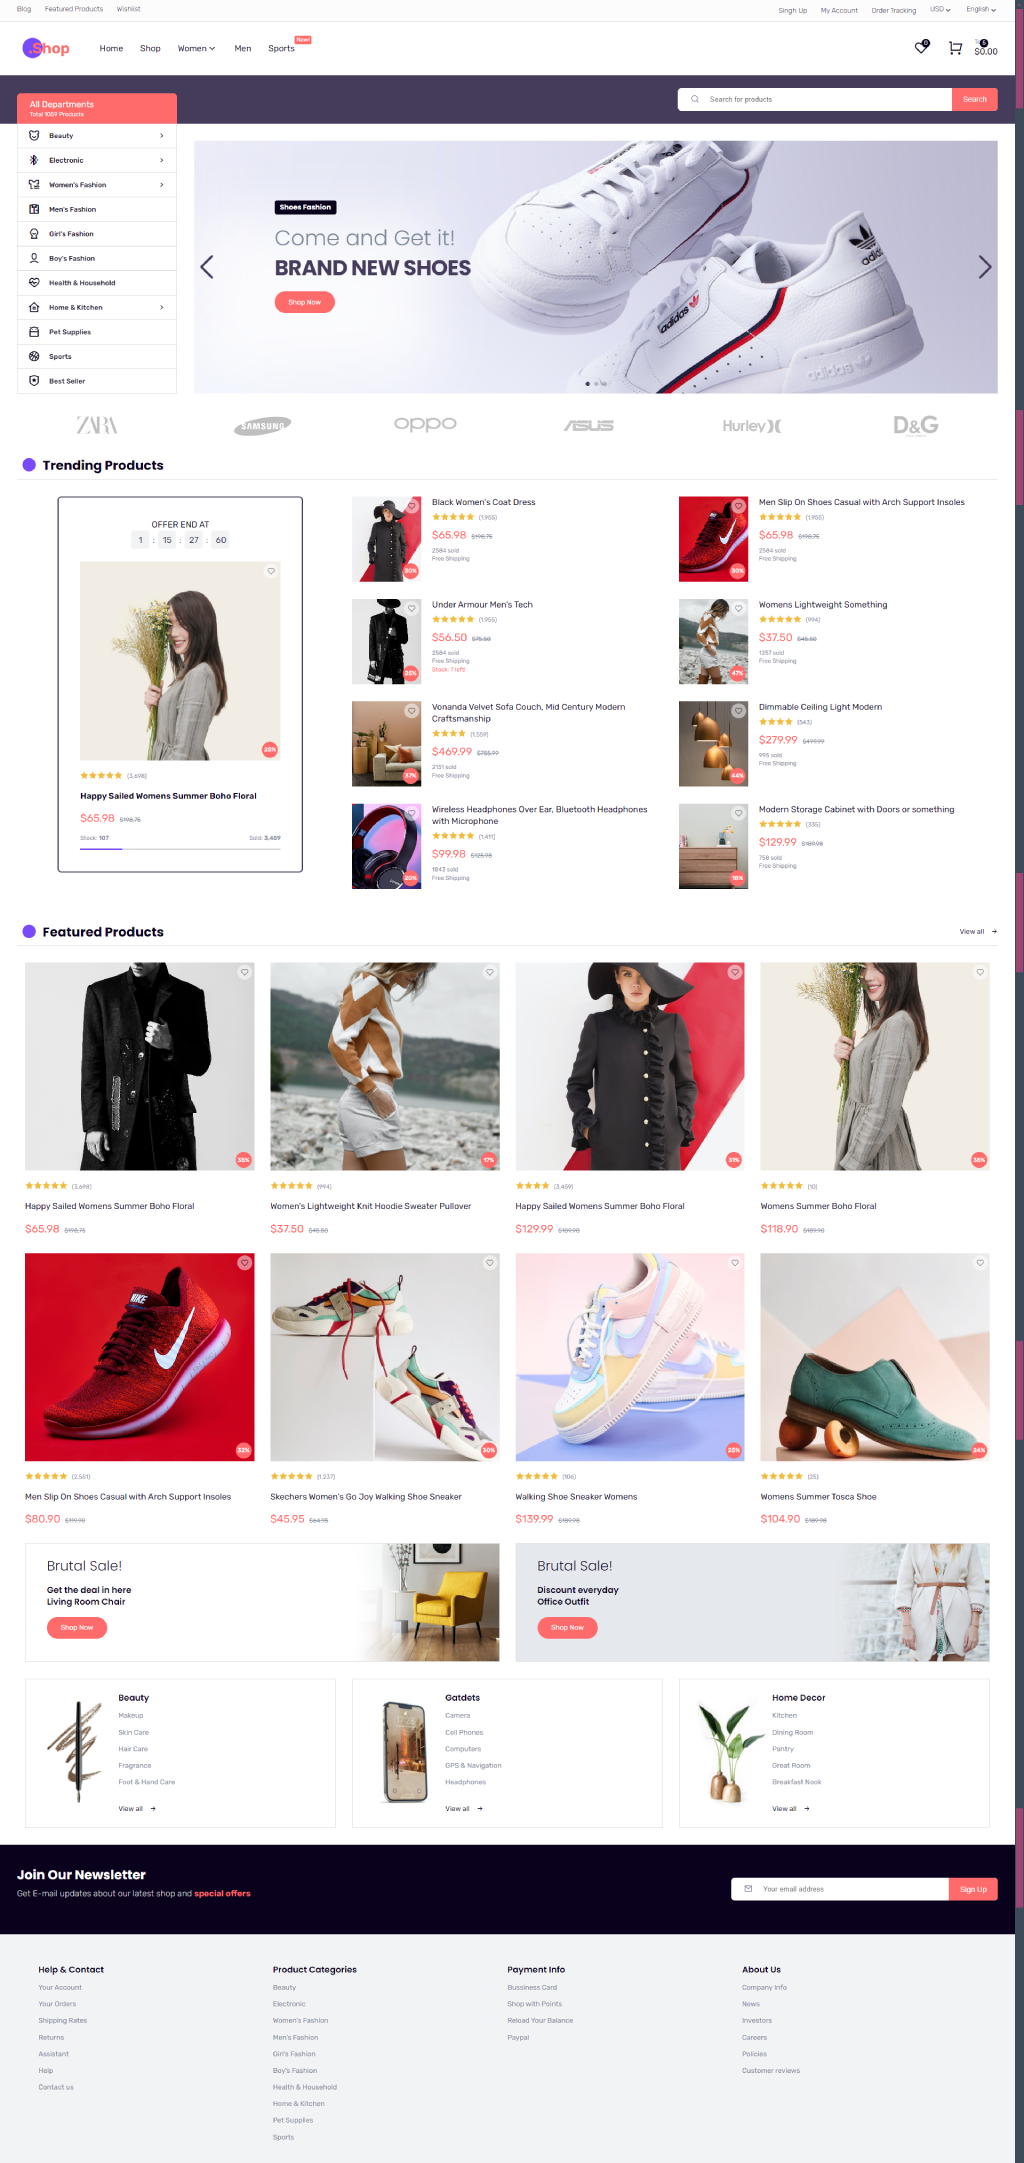 Blog Featured Products Wishlist
Singh Up My Account Order Tracking USD English
.Shop
Home Shop Women Men Sports New!
0
5
$0.00
All Departments
Total 1059 Products
Search for products Search
Beauty
Electronic
Women's Fashion
Men's Fashion
Girl's Fashion
Boy's Fashion
Health & Household
Home & Kitchen
Pet Supplies
Sports
Best Seller
Shoes Fashion
Come and Get it!
BRAND NEW SHOES
Shop Now
adidas
adidas
adidas
ZARA SAMSUNG OPPO ASUS Hurley D&G
Trending Products
OFFER END AT
1 : 15 : 27 : 60
(3,698)
Happy Sailed Womens Summer Boho Floral
$65.98 $198,75
Stock: 107 Sold: 3,459
Black Women's Coat Dress
(1,955)
$65.98 $198,75
2584 sold
Free Shipping
30%
Men Slip On Shoes Casual with Arch Support Insoles
(1,955)
$65.98 $198,75
2584 sold
Free Shipping
30%
Under Armour Men's Tech
(1,955)
$56.50 $75.50
2584 sold
Free Shipping
Stock: 7 left!
25%
Womens Lightweight Something
(994)
$37.50 $45.50
1257 sold
Free Shipping
47%
Vonanda Velvet Sofa Couch, Mid Century Modern
Craftsmanship
(1,559)
$469.99 $755.99
2151 sold
Free Shipping
37%
Dimmable Ceiling Light Modern
(543)
$279.99 $499.99
995 sold
Free Shipping
44%
Wireless Headphones Over Ear, Bluetooth Headphones
with Microphone
(1,411)
$99.98 $125.98
1843 sold
Free Shipping
20%
Modern Storage Cabinet with Doors or something
(335)
$129.99 $189.98
758 sold
Free Shipping
18%
Featured Products
View all
35% 17% 31% 35%
(3,698) (994) (3,459) (10)
Happy Sailed Womens Summer Boho Floral
Women's Lightweight Knit Hoodie Sweater Pullover
Happy Sailed Womens Summer Boho Floral
Womens Summer Boho Floral
$65.98 $198,75
$37.50 $45.50
$129.99 $189.98
$118.90 $189.90
NIKE
32% 30% 25% 24%
(2,551) (1,237) (106) (25)
Men Slip On Shoes Casual with Arch Support Insoles
Skechers Women's Go Joy Walking Shoe Sneaker
Walking Shoe Sneaker Womens
Womens Summer Tosca Shoe
$80.90 $119.90
$45.95 $64.95
$139.99 $189.98
$104.90 $189.98
Brutal Sale!
Get the deal in here
Living Room Chair
Shop Now
Brutal Sale!
Discount everyday
Office Outfit
Shop Now
Beauty
Makeup
Skin Care
Hair Care
Fragrance
Foot & Hand Care
View all
Gatdets
Camera
Cell Phones
Computers
GPS & Navigation
Headphones
View all
Home Decor
Kitchen
Dining Room
Pantry
Great Room
Breakfast Nook
View all
Join Our Newsletter
Get E-mail updates about our latest shop and special offers
Your email address Sign Up
Help & Contact
Your Account
Your Orders
Shipping Rates
Returns
Assistant
Help
Contact us
Product Categories
Beauty
Electronic
Women's Fashion
Men's Fashion
Girl's Fashion
Boy's Fashion
Health & Household
Home & Kitchen
Pet Supplies
Sports
Payment Info
Bussiness Card
Shop with Points
Reload Your Balance
Paypal
About Us
Company Info
News
Investors
Careers
Policies
Customer reviews